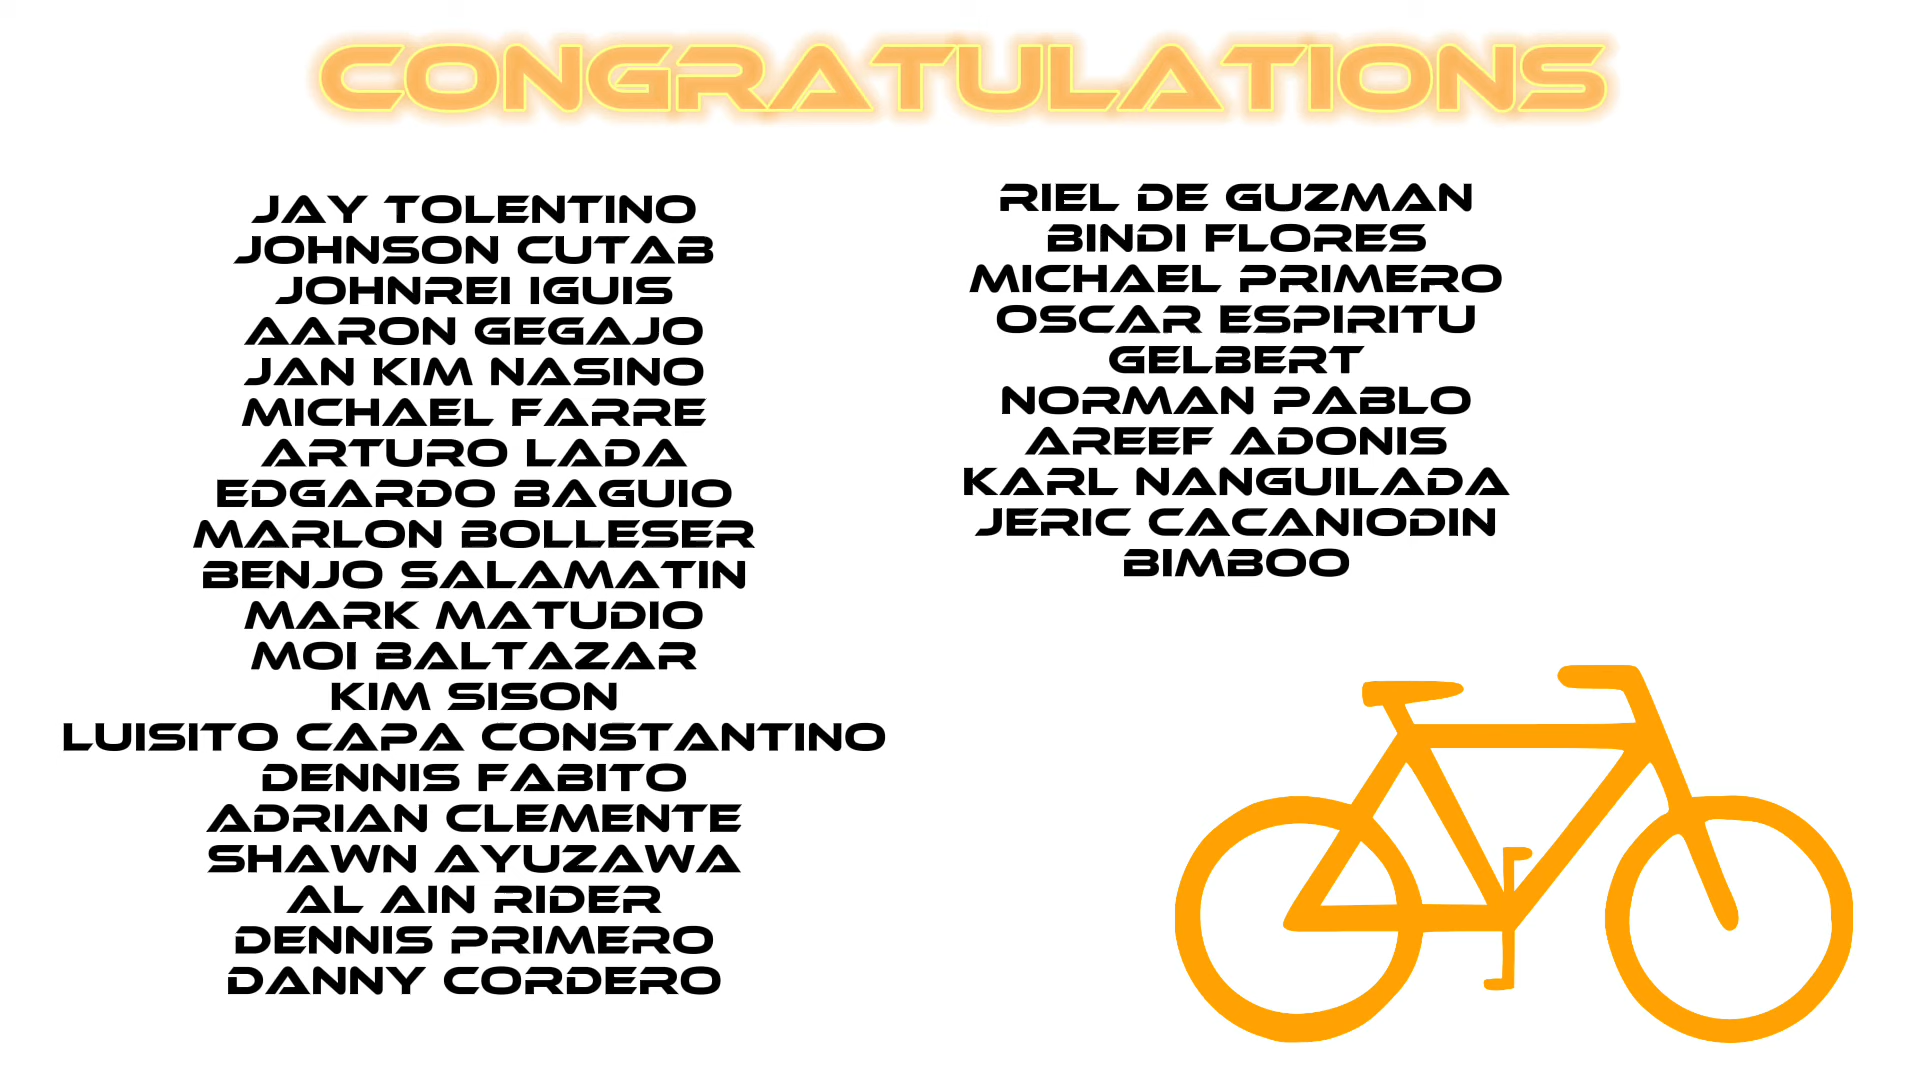 CONGRATULATIONS
JAY TOLENTINO
JOHNSON CUTAB
JOHNREI IGUIS
AARON GEGAJO
JAN KIM NASINO
MICHAEL FARRE
ARTURO LADA
EDGARDO BAGUIO
MARLON BOLLESER
BENJO SALAMATIN
MARK MATUDIO
MOI BALTAZAR
KIM SISON
LUISITO CAPA CONSTANTINO
DENNIS FABITO
ADRIAN CLEMENTE
SHAWN AYUZAWA
AL AIN RIDER
DENNIS PRIMERO
DANNY CORDERO
RIEL DE GUZMAN
BINDI FLORES
MICHAEL PRIMERO
OSCAR ESPIRITU
GELBERT
NORMAN PABLO
AREEF ADONIS
KARL NANGUILADA
JERIC CACANIODIN
BIMBOO